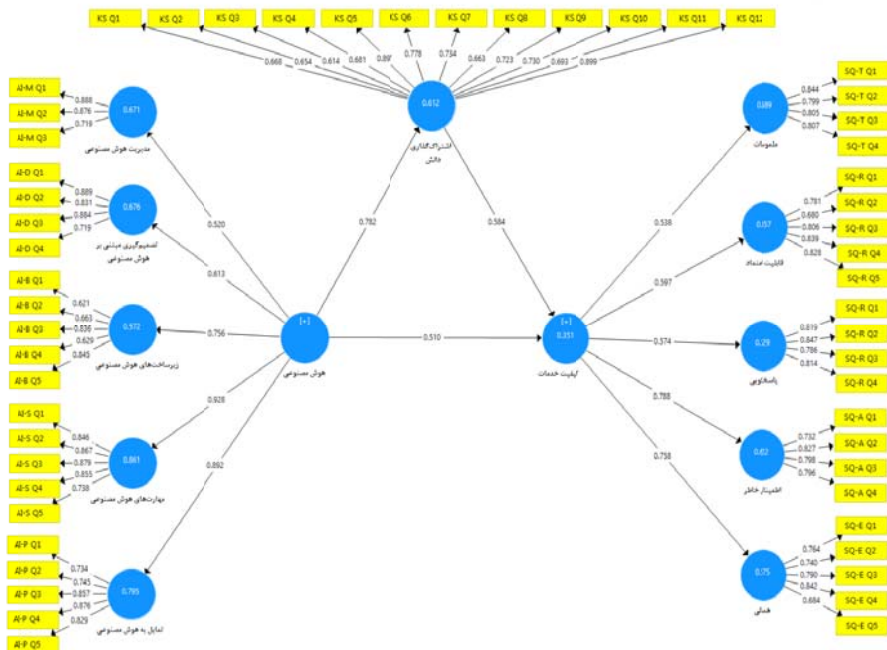 KS Q1 KS Q2 KS Q3 KS Q4 KS Q5 KS Q6 KS Q7 KS Q8 KS Q9 KS Q10 KS Q11 KS Q12
0.668 0.654 0.614 0.681 0.778 0.734 0.663 0.723 0.730 0.693 0.899
0.612
اشتراک‌گذاری
دانش
AI-M Q1
AI-M Q2
AI-M Q3
0.888
0.876
0.719
0.671
مدیریت هوش مصنوعی
AI-D Q1
AI-D Q2
AI-D Q3
AI-D Q4
0.889
0.831
0.884
0.719
0.676
تصمیم‌گیری مبتنی بر
هوش مصنوعی
AI-B Q1
AI-B Q2
AI-B Q3
AI-B Q4
AI-B Q5
0.621
0.663
0.836
0.629
0.845
0.572
زیرساخت‌های هوش مصنوعی
AI-S Q1
AI-S Q2
AI-S Q3
AI-S Q4
AI-S Q5
0.846
0.867
0.879
0.855
0.738
0.861
مهارت‌های هوش مصنوعی
AI-P Q1
AI-P Q2
AI-P Q3
AI-P Q4
AI-P Q5
0.734
0.745
0.857
0.876
0.829
0.795
تمایل به هوش مصنوعی
0.520
0.613
0.756
0.928
0.892
[+]
هوش مصنوعی
0.782
0.584
0.510
[+]
0.351
کیفیت خدمات
0.538
0.597
0.574
0.788
0.758
SQ-T Q1
SQ-T Q2
SQ-T Q3
SQ-T Q4
0.844
0.799
0.805
0.807
ملموسات
SQ-R Q1
SQ-R Q2
SQ-R Q3
SQ-R Q4
SQ-R Q5
0.781
0.680
0.806
0.839
0.828
قابلیت اعتماد
SQ-R Q1
SQ-R Q2
SQ-R Q3
SQ-R Q4
0.819
0.847
0.786
0.814
پاسخگویی
SQ-A Q1
SQ-A Q2
SQ-A Q3
SQ-A Q4
0.732
0.827
0.798
0.796
اطمینان خاطر
SQ-E Q1
SQ-E Q2
SQ-E Q3
SQ-E Q4
SQ-E Q5
0.764
0.740
0.790
0.842
0.684
همدلی